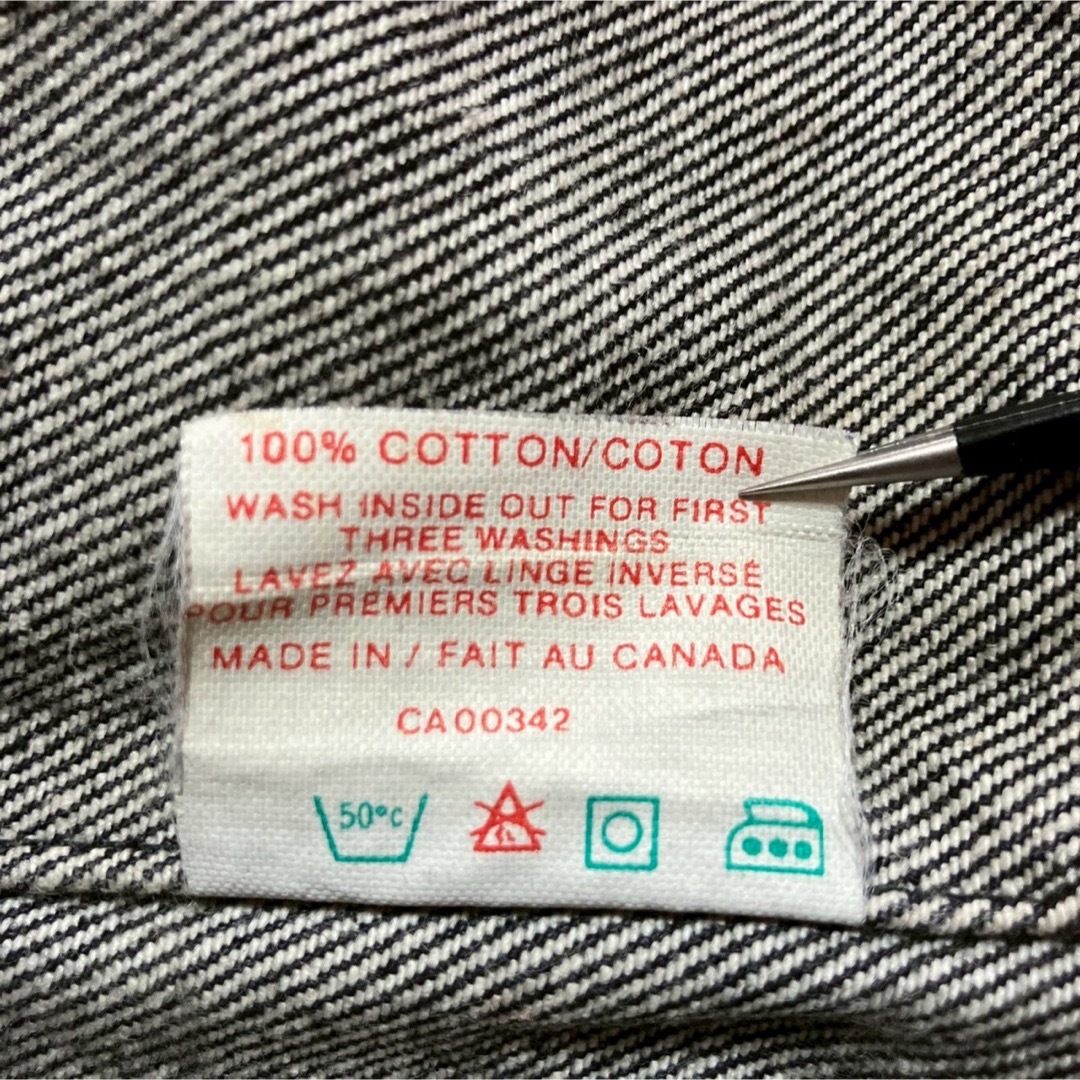 100% COTTON/COTON
WASH INSIDE OUT FOR FIRST
THREE WASHINGS
LAVEZ AVEC LINGE INVERSÉ
POUR PREMIERS TROIS LAVAGES
MADE IN / FAIT AU CANADA
CA00342
50°C
CL